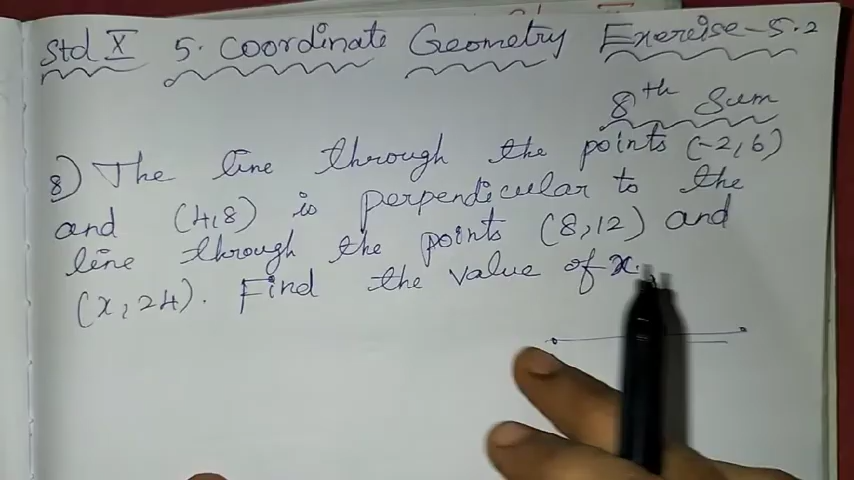 Std X 5. Coordinate Geometry Exercise-5.2
8th Sum
8) The line through the points (-2,6)
and (4,8) is perpendicular to the
line through the points (8,12) and
(x,24). Find the value of x.